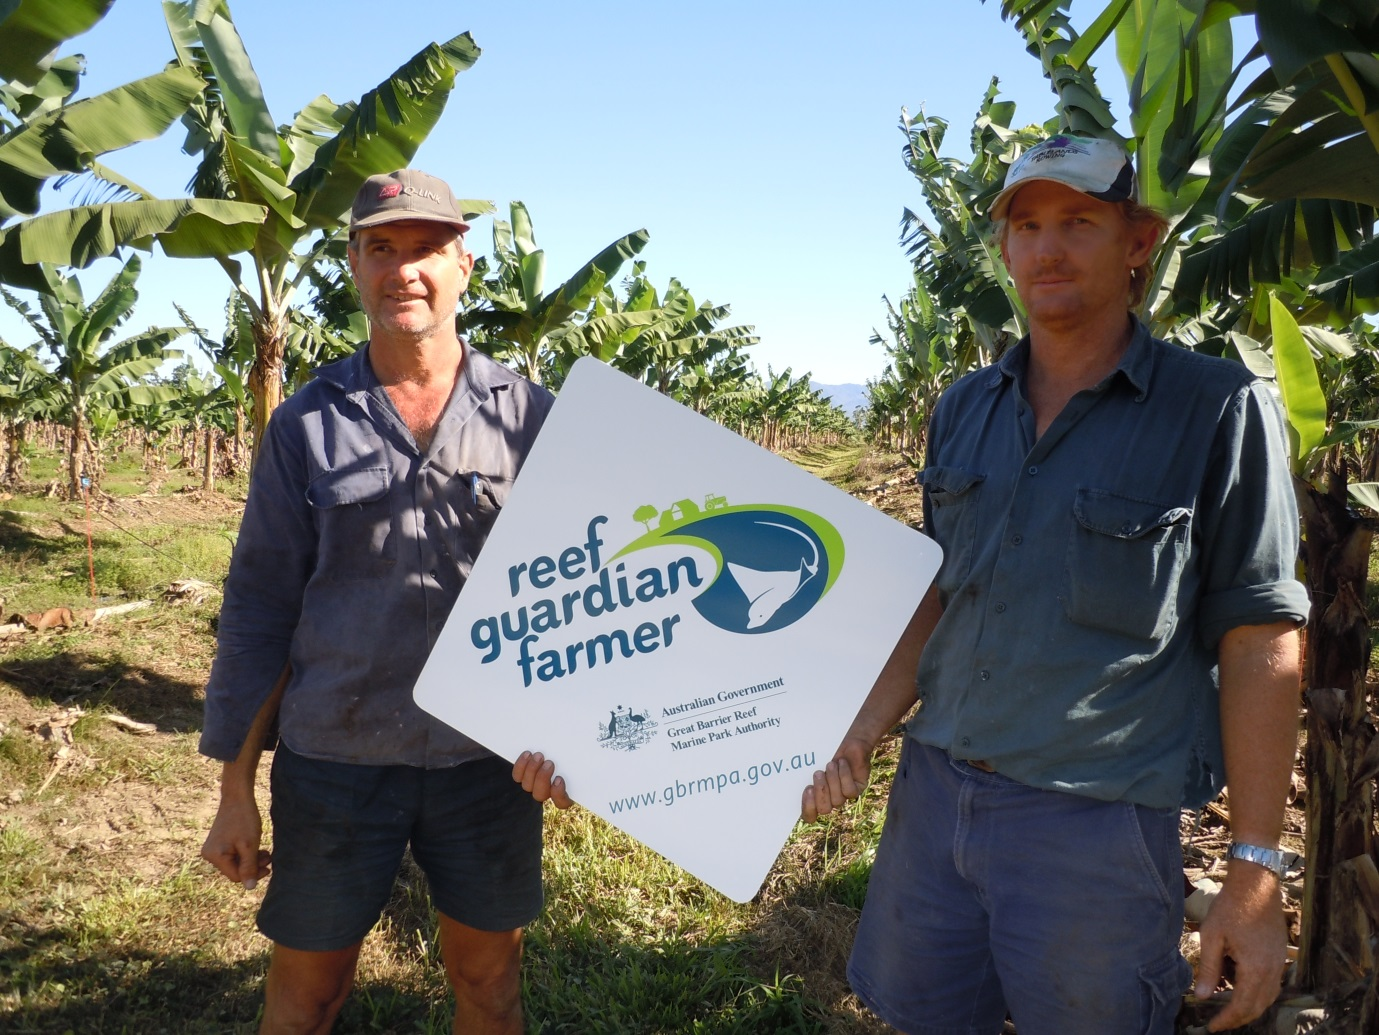 Q-LINK
reef
guardian
farmer
Australian Government
Great Barrier Reef
Marine Park Authority
www.gbrmpa.gov.au